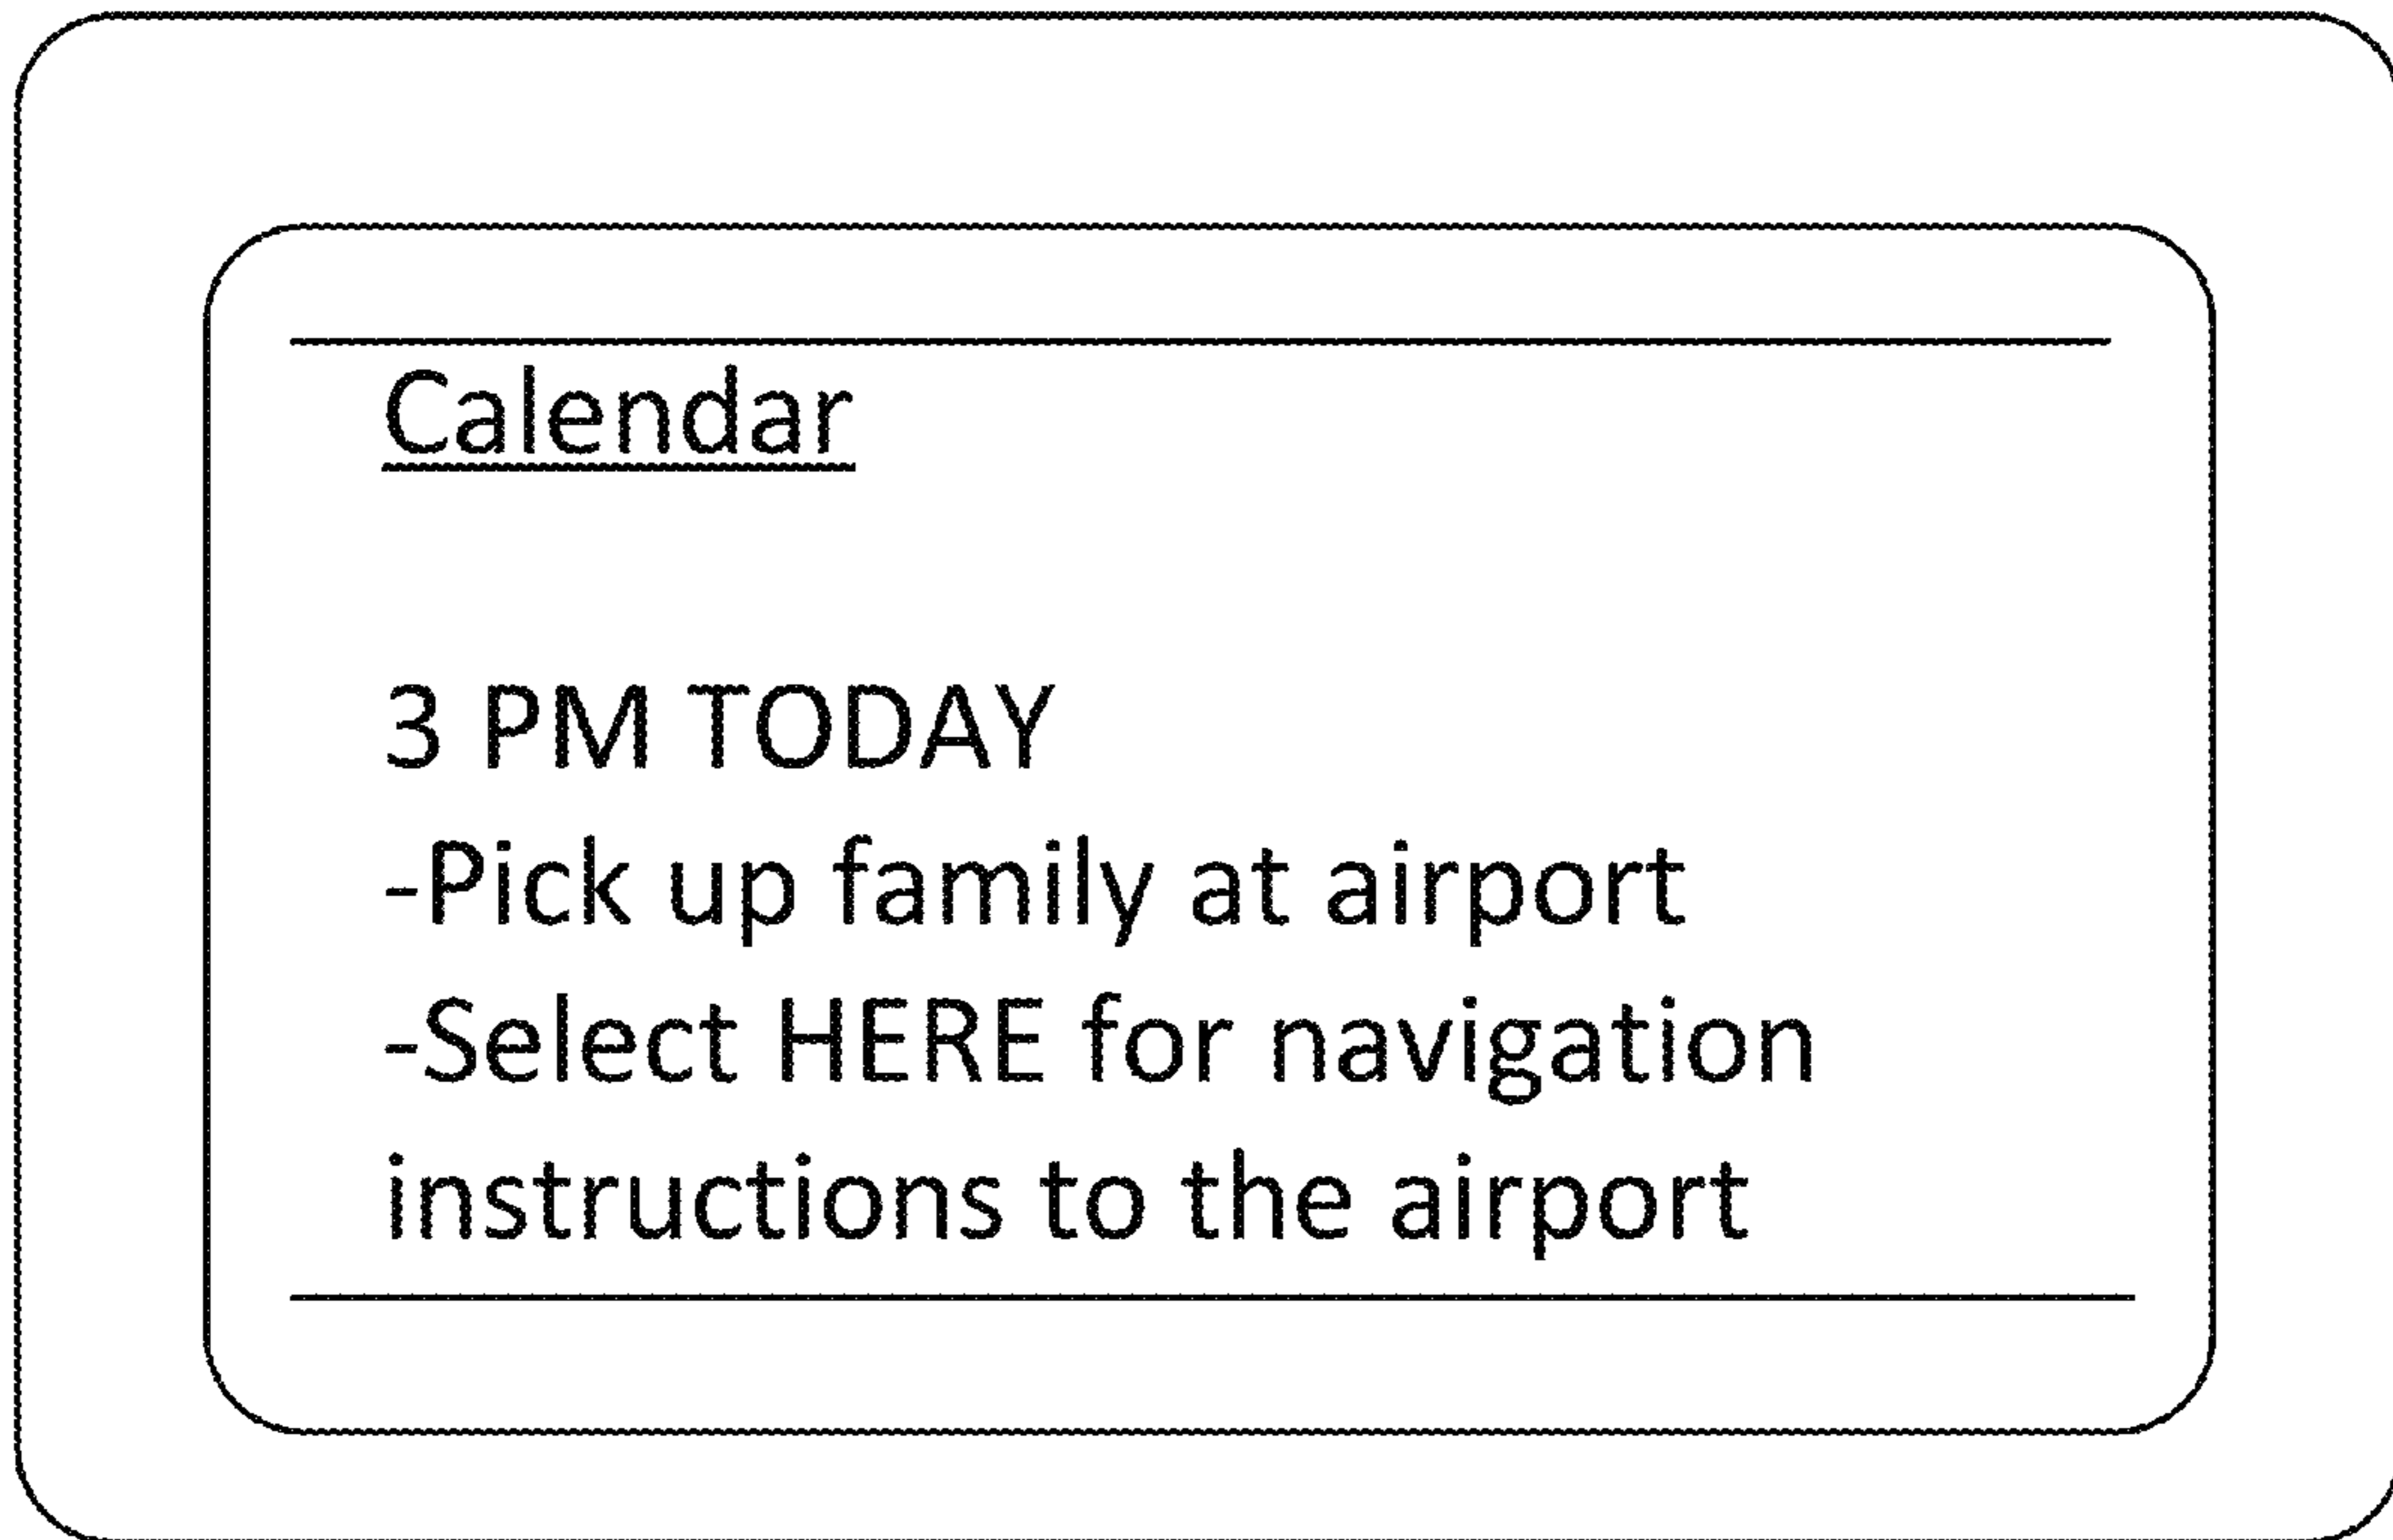 Calendar
3 PM TODAY
-Pick up family at airport
-Select HERE for navigation
instructions to the airport